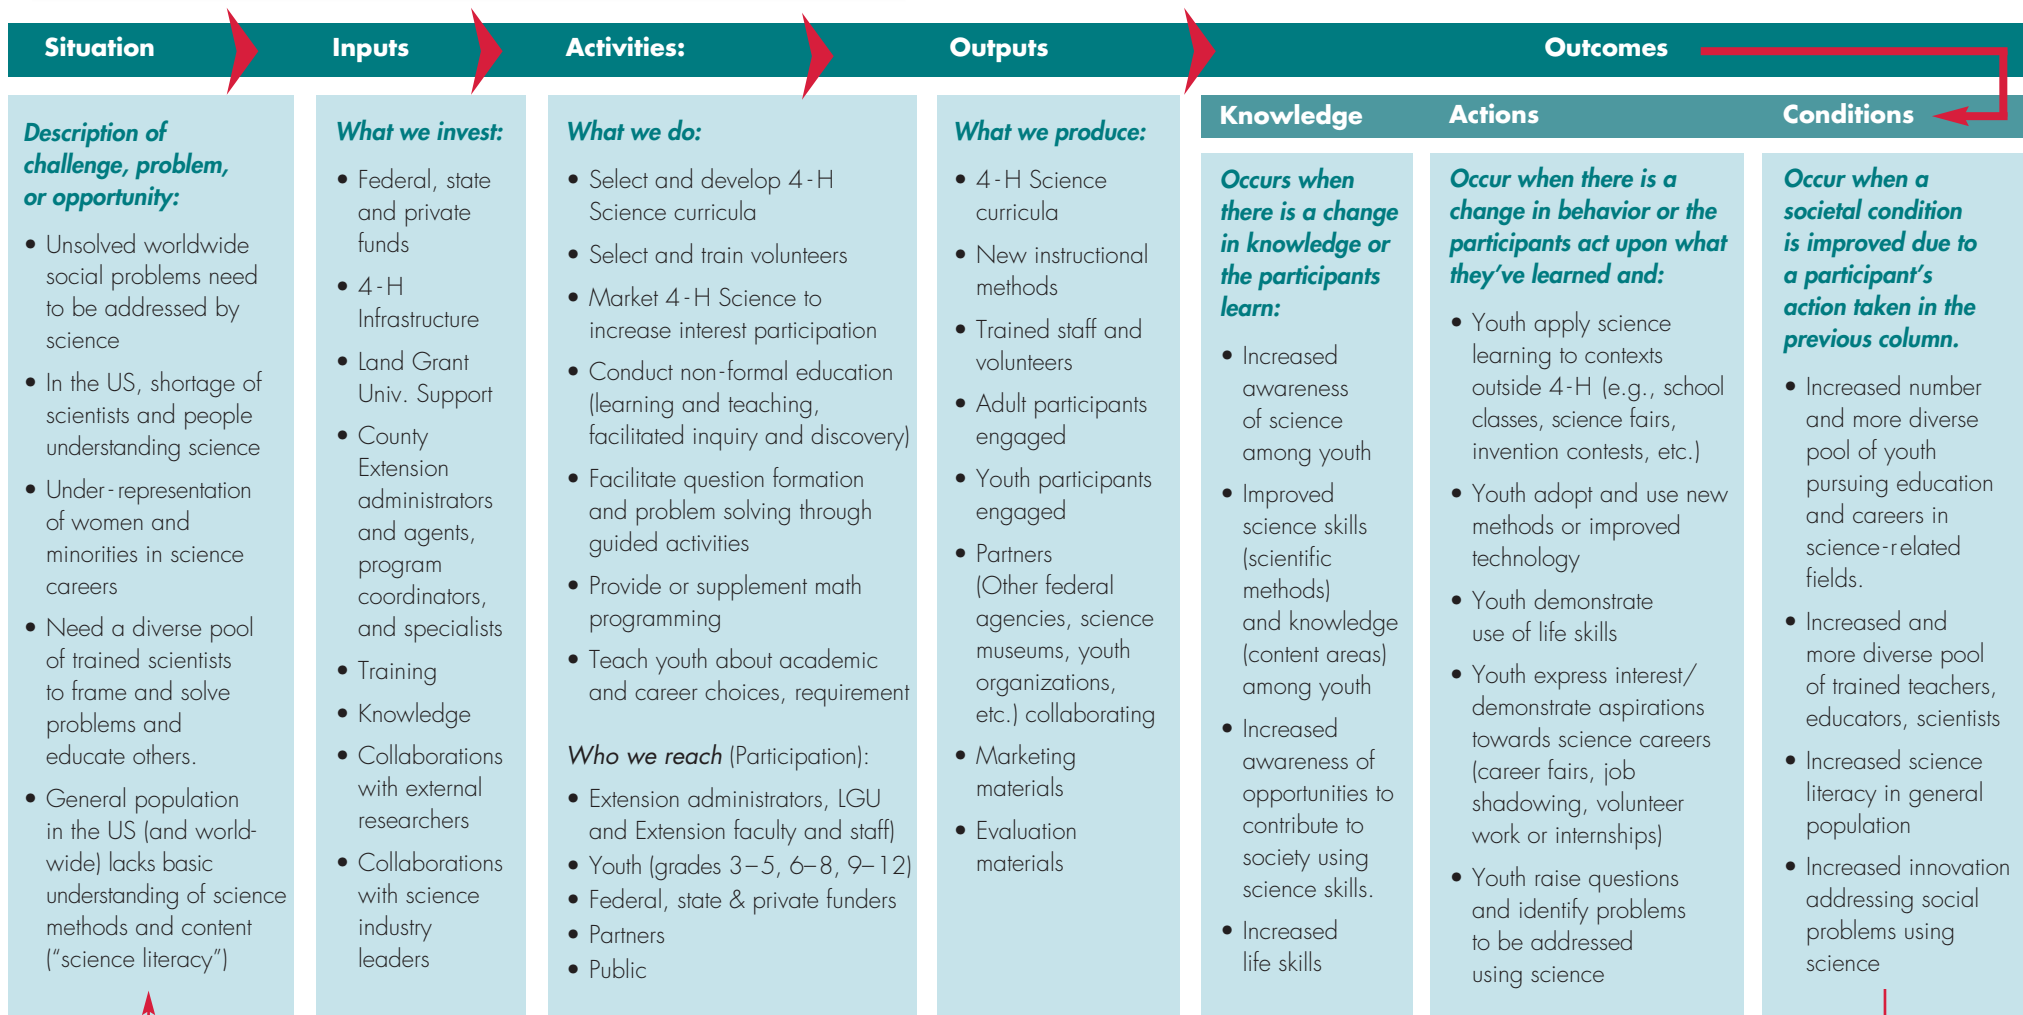 Situation
Inputs
Activities:
Outputs
Outcomes
Description of
challenge, problem,
or opportunity:
• Unsolved worldwide
social problems need
to be addressed by
science
• In the US, shortage of
scientists and people
understanding science
• Under-representation
of women and
minorities in science
careers
• Need a diverse pool
of trained scientists
to frame and solve
problems and
educate others.
• General population
in the US (and world-
wide) lacks basic
understanding of science
methods and content
(“science literacy”)
What we invest:
• Federal, state
and private
funds
• 4-H
Infrastructure
• Land Grant
Univ. Support
• County
Extension
administrators
and agents,
program
coordinators,
and specialists
• Training
• Knowledge
• Collaborations
with external
researchers
• Collaborations
with science
industry
leaders
What we do:
• Select and develop 4-H
Science curricula
• Select and train volunteers
• Market 4-H Science to
increase interest participation
• Conduct non-formal education
(learning and teaching,
facilitated inquiry and discovery)
• Facilitate question formation
and problem solving through
guided activities
• Provide or supplement math
programming
• Teach youth about academic
and career choices, requirement
Who we reach (Participation):
• Extension administrators, LGU
and Extension faculty and staff)
• Youth (grades 3–5, 6–8, 9–12)
• Federal, state & private funders
• Partners
• Public
What we produce:
• 4-H Science
curricula
• New instructional
methods
• Trained staff and
volunteers
• Adult participants
engaged
• Youth participants
engaged
• Partners
(Other federal
agencies, science
museums, youth
organizations,
etc.) collaborating
• Marketing
materials
• Evaluation
materials
Knowledge
Occurs when
there is a change
in knowledge or
the participants
learn:
• Increased
awareness
of science
among youth
• Improved
science skills
(scientific
methods)
and knowledge
(content areas)
among youth
• Increased
awareness of
opportunities to
contribute to
society using
science skills.
• Increased
life skills
Actions
Occur when there is a
change in behavior or the
participants act upon what
they’ve learned and:
• Youth apply science
learning to contexts
outside 4-H (e.g., school
classes, science fairs,
invention contests, etc.)
• Youth adopt and use new
methods or improved
technology
• Youth demonstrate
use of life skills
• Youth express interest/
demonstrate aspirations
towards science careers
(career fairs, job
shadowing, volunteer
work or internships)
• Youth raise questions
and identify problems
to be addressed
using science
Conditions
Occur when a
societal condition
is improved due to
a participant’s
action taken in the
previous column.
• Increased number
and more diverse
pool of youth
pursuing education
and careers in
science-related
fields.
• Increased and
more diverse pool
of trained teachers,
educators, scientists
• Increased science
literacy in general
population
• Increased innovation
addressing social
problems using
science